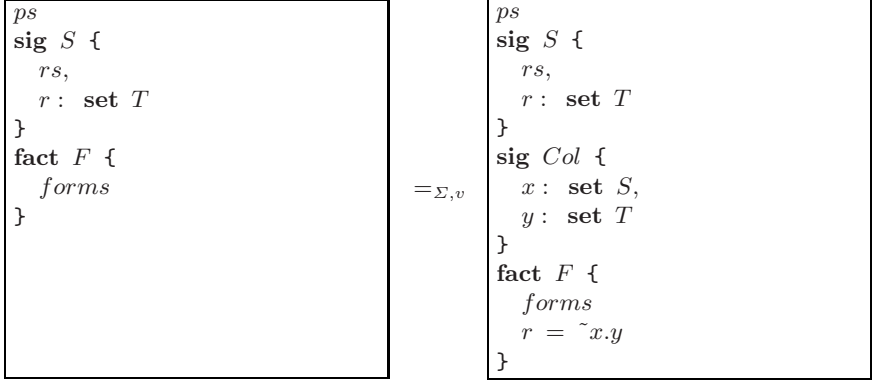 ps
sig S {
rs,
r : set T
}
fact F {
forms
}
=Σ,v
ps
sig S {
rs,
r : set T
}
sig Col {
x : set S,
y : set T
}
fact F {
forms
r = ~x.y
}